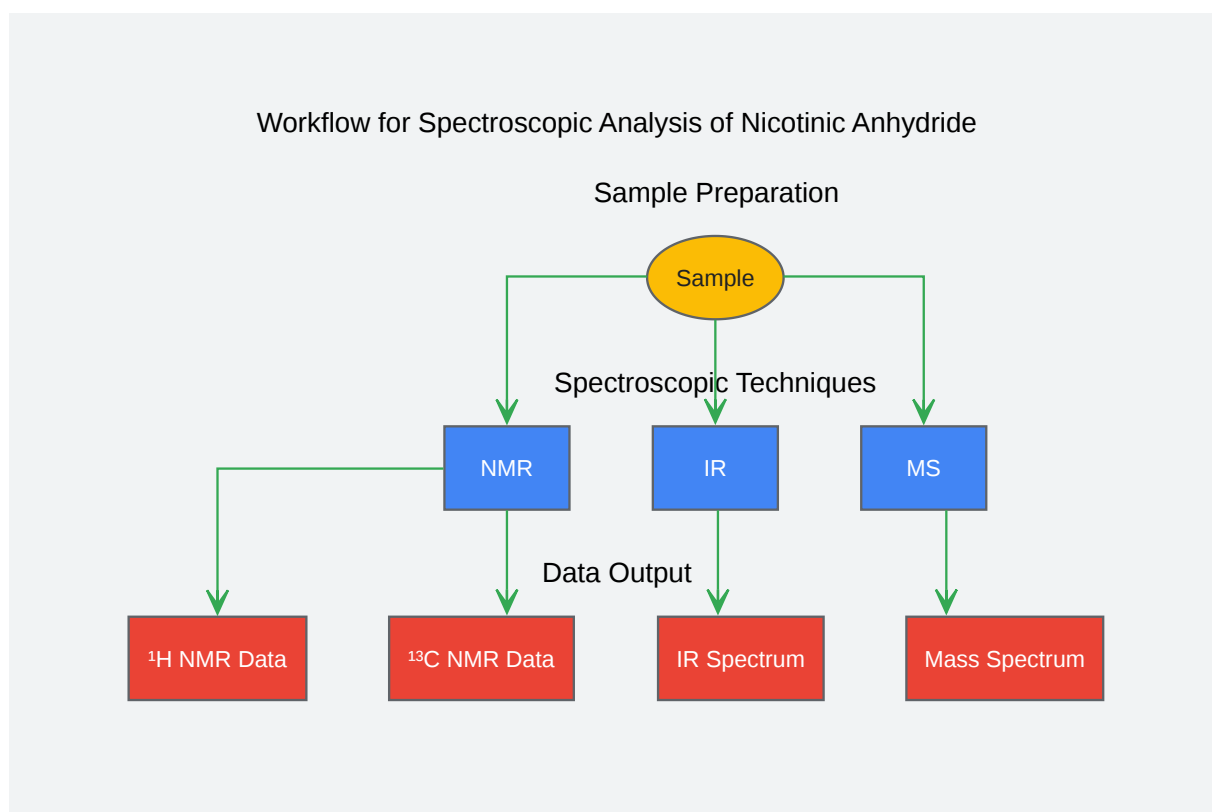 Workflow for Spectroscopic Analysis of Nicotinic Anhydride
Sample Preparation
Sample
Spectroscopic Techniques
NMR
IR
MS
Data Output
¹H NMR Data
¹³C NMR Data
IR Spectrum
Mass Spectrum